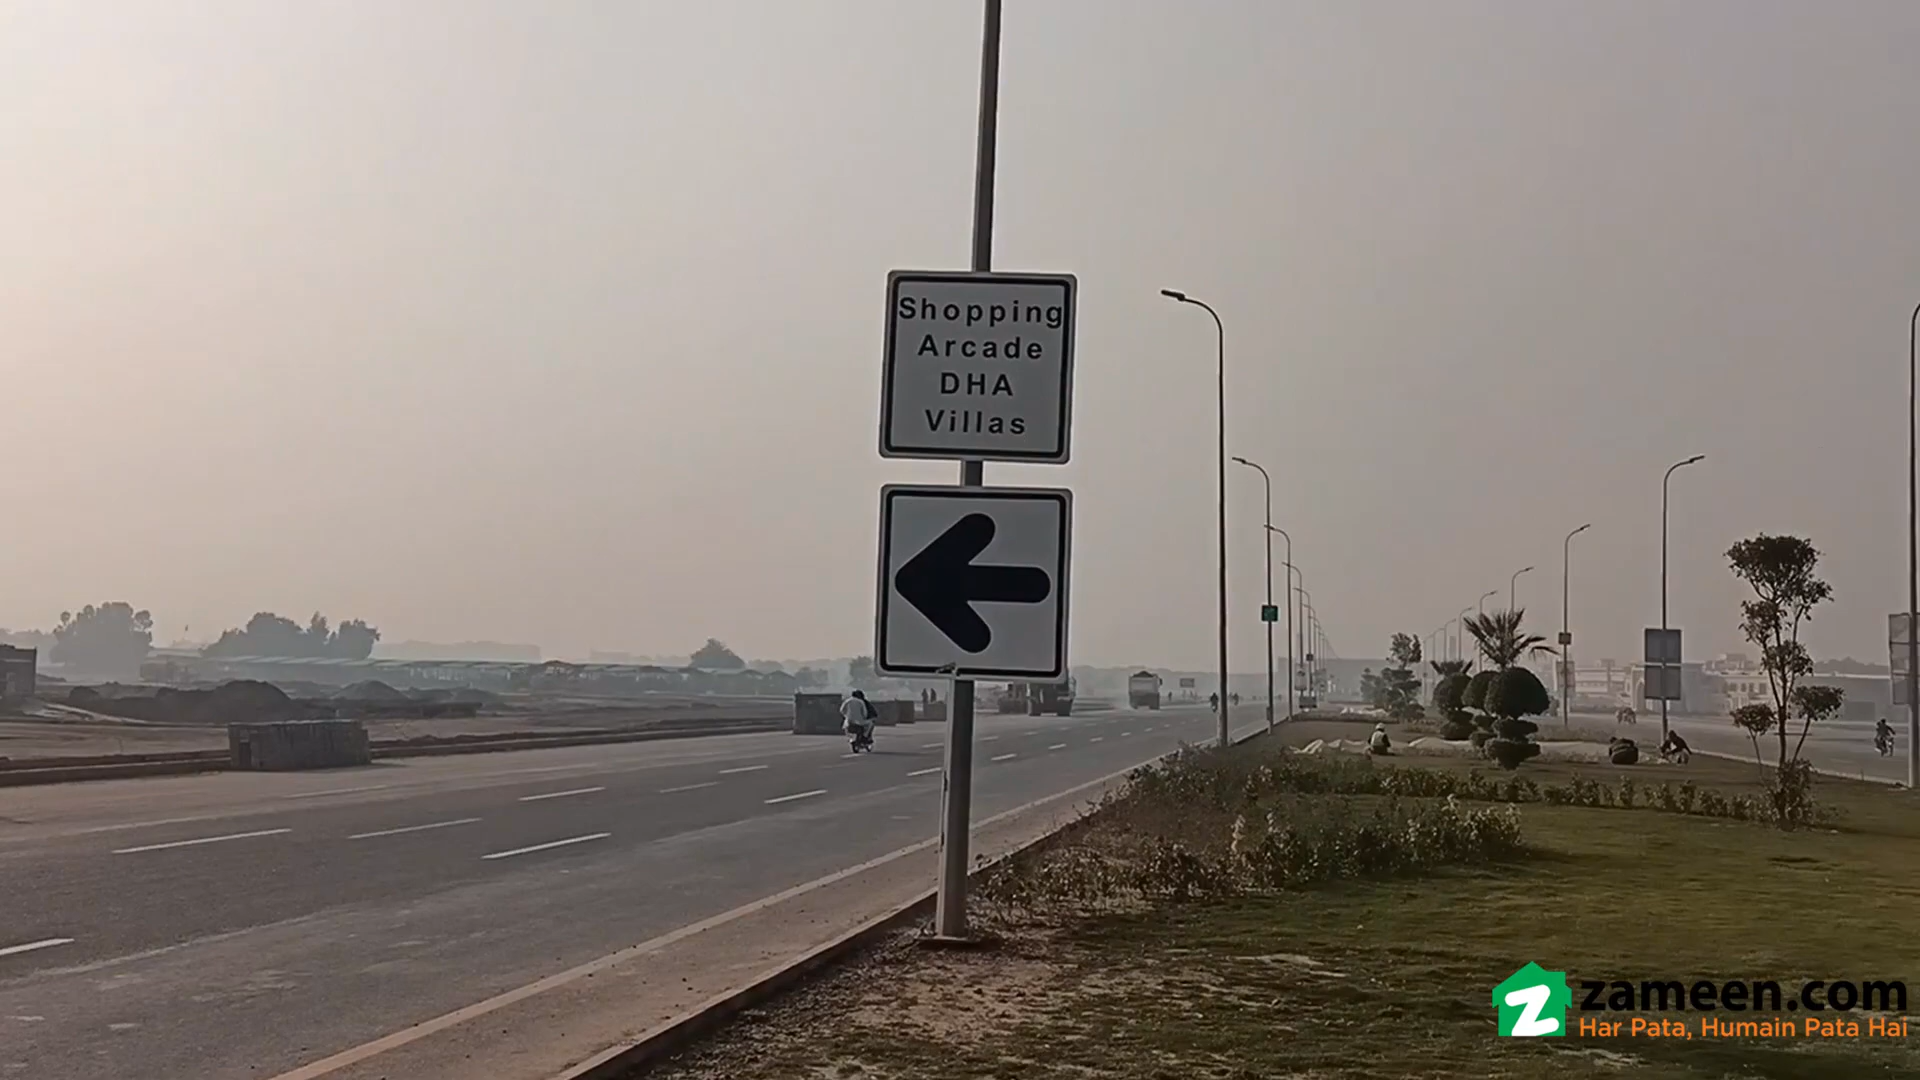 Shopping
Arcade
DHA
Villas
zameen.com
Har Pata, Humain Pata Hai